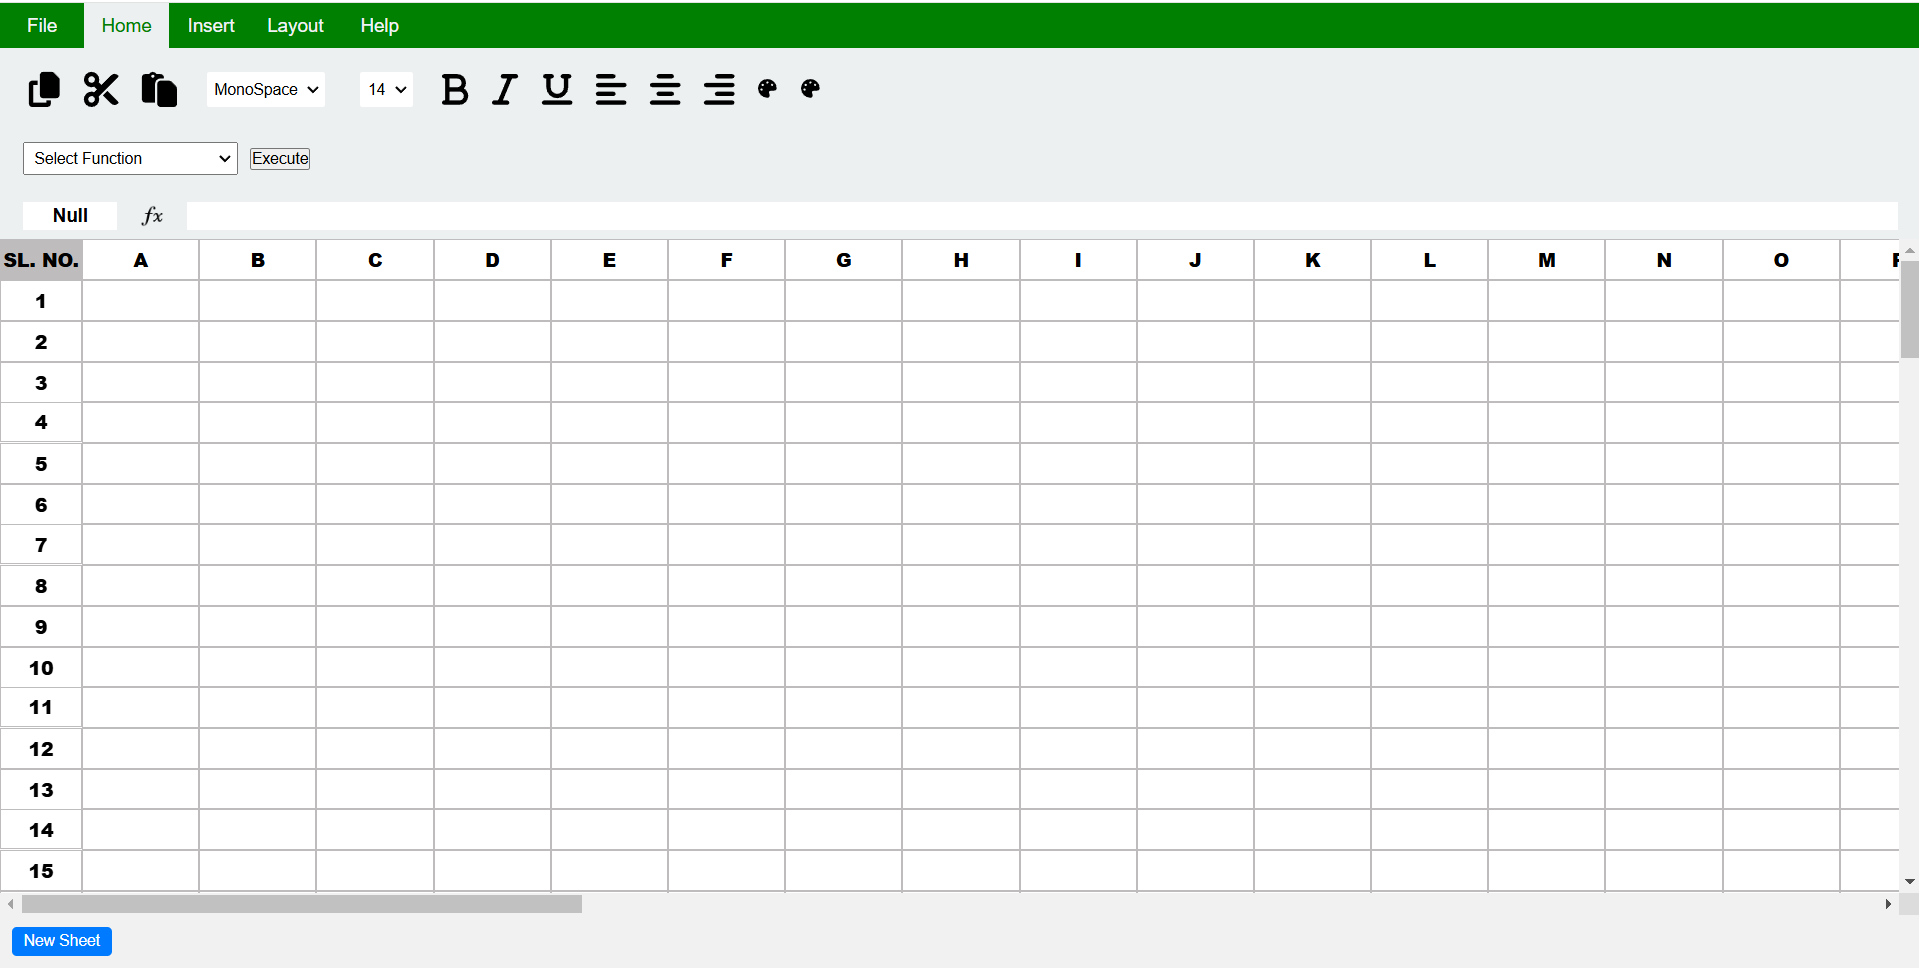 File Home Insert Layout Help
MonoSpace 14
Select Function Execute
Null fx
SL. NO. A B C D E F G H I J K L M N O
1
2
3
4
5
6
7
8
9
10
11
12
13
14
15
New Sheet